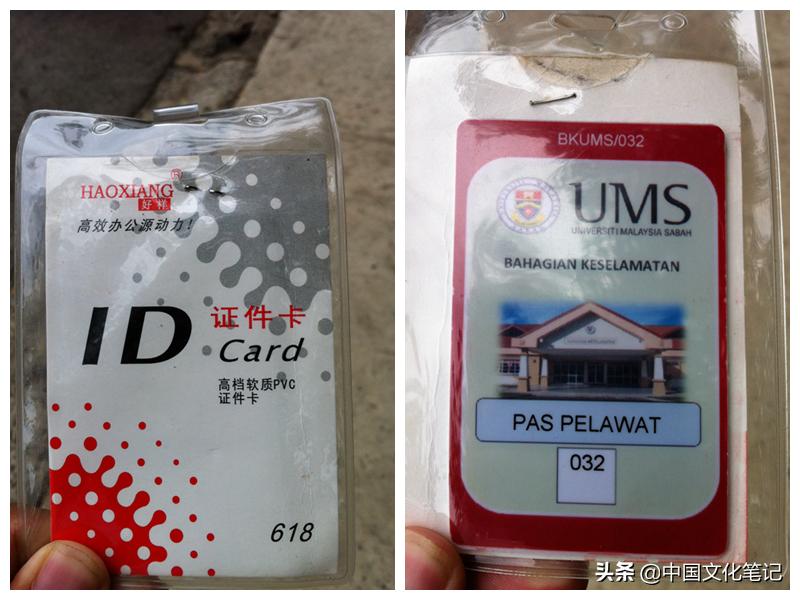 HAOXIANG®
好样
高效办公源动力!
ID 证件卡
Card
高档软质PVC
证件卡
618
BKUMS/032
UMS
UNIVERSITI MALAYSIA SABAH
BAHAGIAN KESELAMATAN
PAS PELAWAT
032
头条 @中国文化笔记